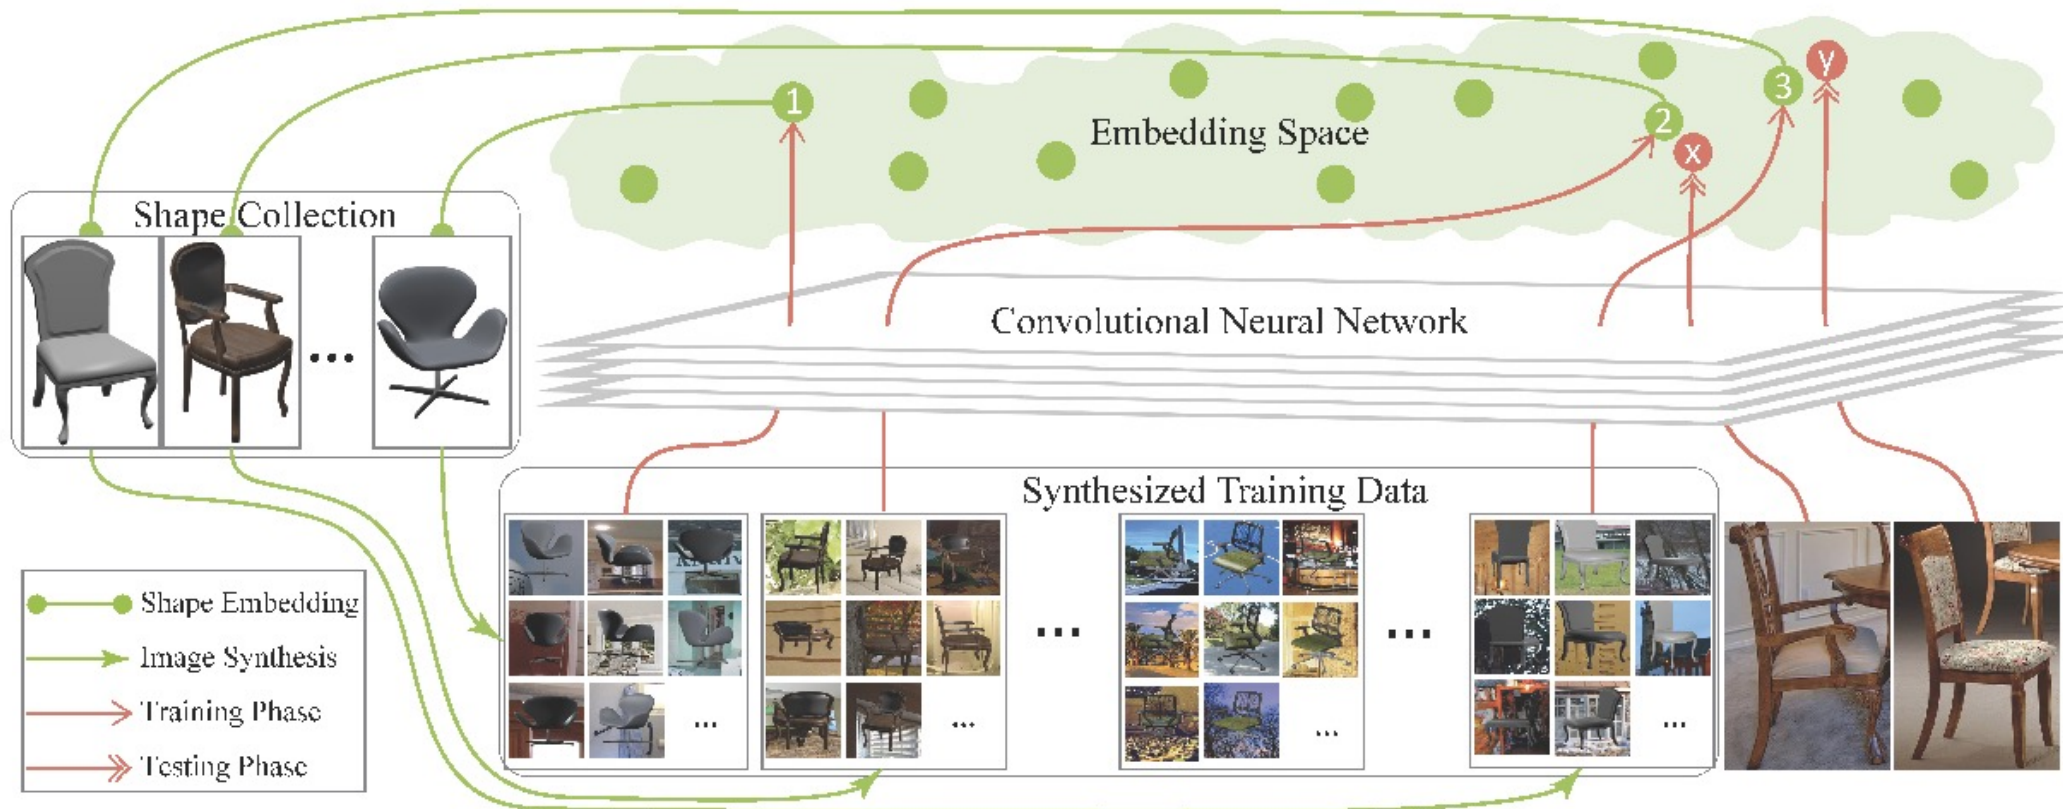 1
2
3
x
y
Embedding Space
Shape Collection
...
Convolutional Neural Network
Synthesized Training Data
...
...
...
...
...
...
Shape Embedding
Image Synthesis
Training Phase
Testing Phase